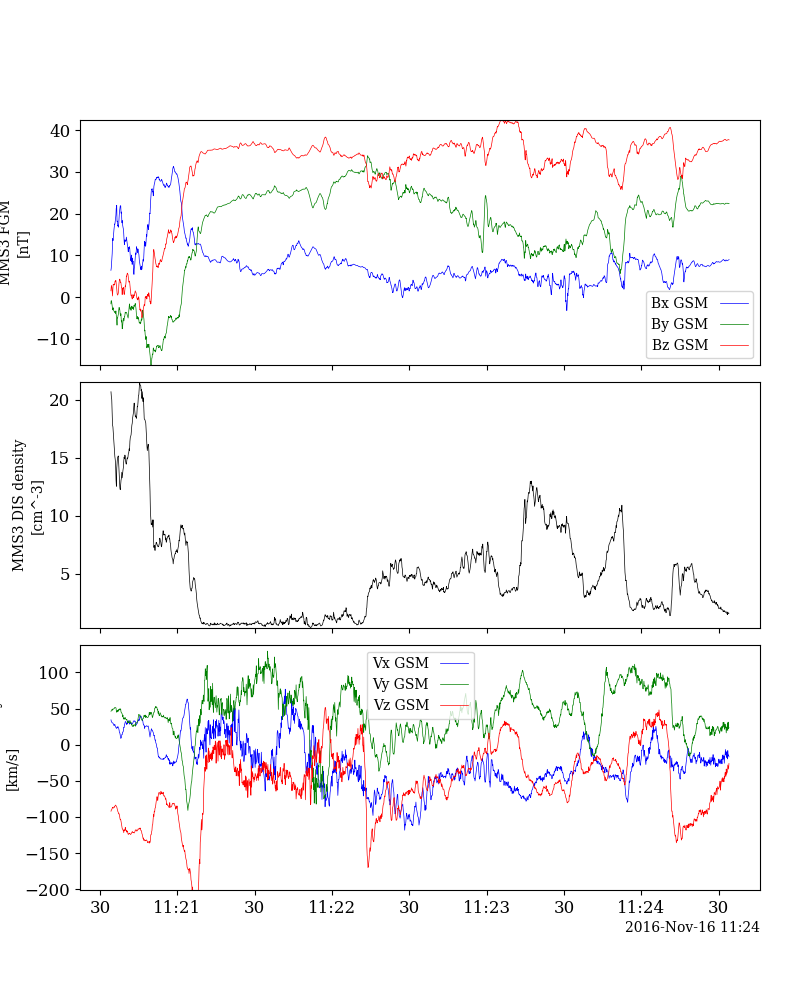 40
30
20
10
0
−10
MMS3 FGM
[nT]
Bx GSM
By GSM
Bz GSM
20
15
10
5
MMS3 DIS density
[cm^-3]
100
50
0
−50
−100
−150
−200
[km/s]
Vx GSM
Vy GSM
Vz GSM
30 11:21 30 11:22 30 11:23 30 11:24 30
2016-Nov-16 11:24